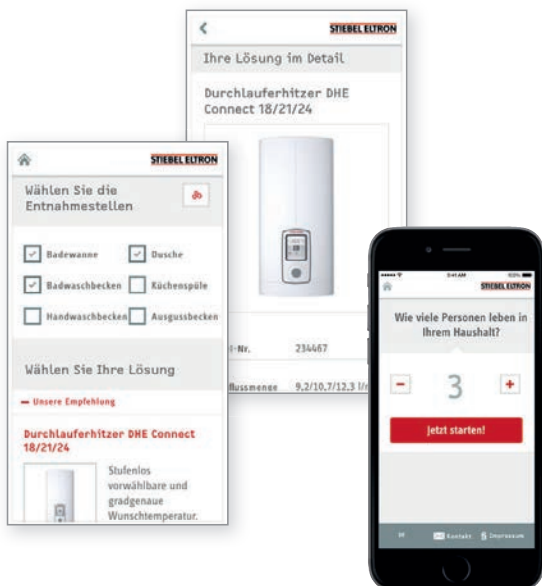 STIEBEL ELTRON
Ihre Lösung im Detail
Durchlauferhitzer DHE
Connect 18/21/24
234467
9,2/10,7/12,3
STIEBEL ELTRON
Wählen Sie die
Entnahmestellen
Badewanne
Dusche
Badwaschbecken
Küchenspüle
Handwaschbecken
Ausgussbecken
Wählen Sie Ihre Lösung
Unsere Empfehlung
Durchlauferhitzer DHE Connect
18/21/24
Stufenlos
vorwählbare und
gradgenaue
Wunschtemperatur.
9:41 AM
STIEBEL ELTRON
Wie viele Personen leben in
Ihrem Haushalt?
− 3 +
Jetzt starten!
Kontakt
Impressum